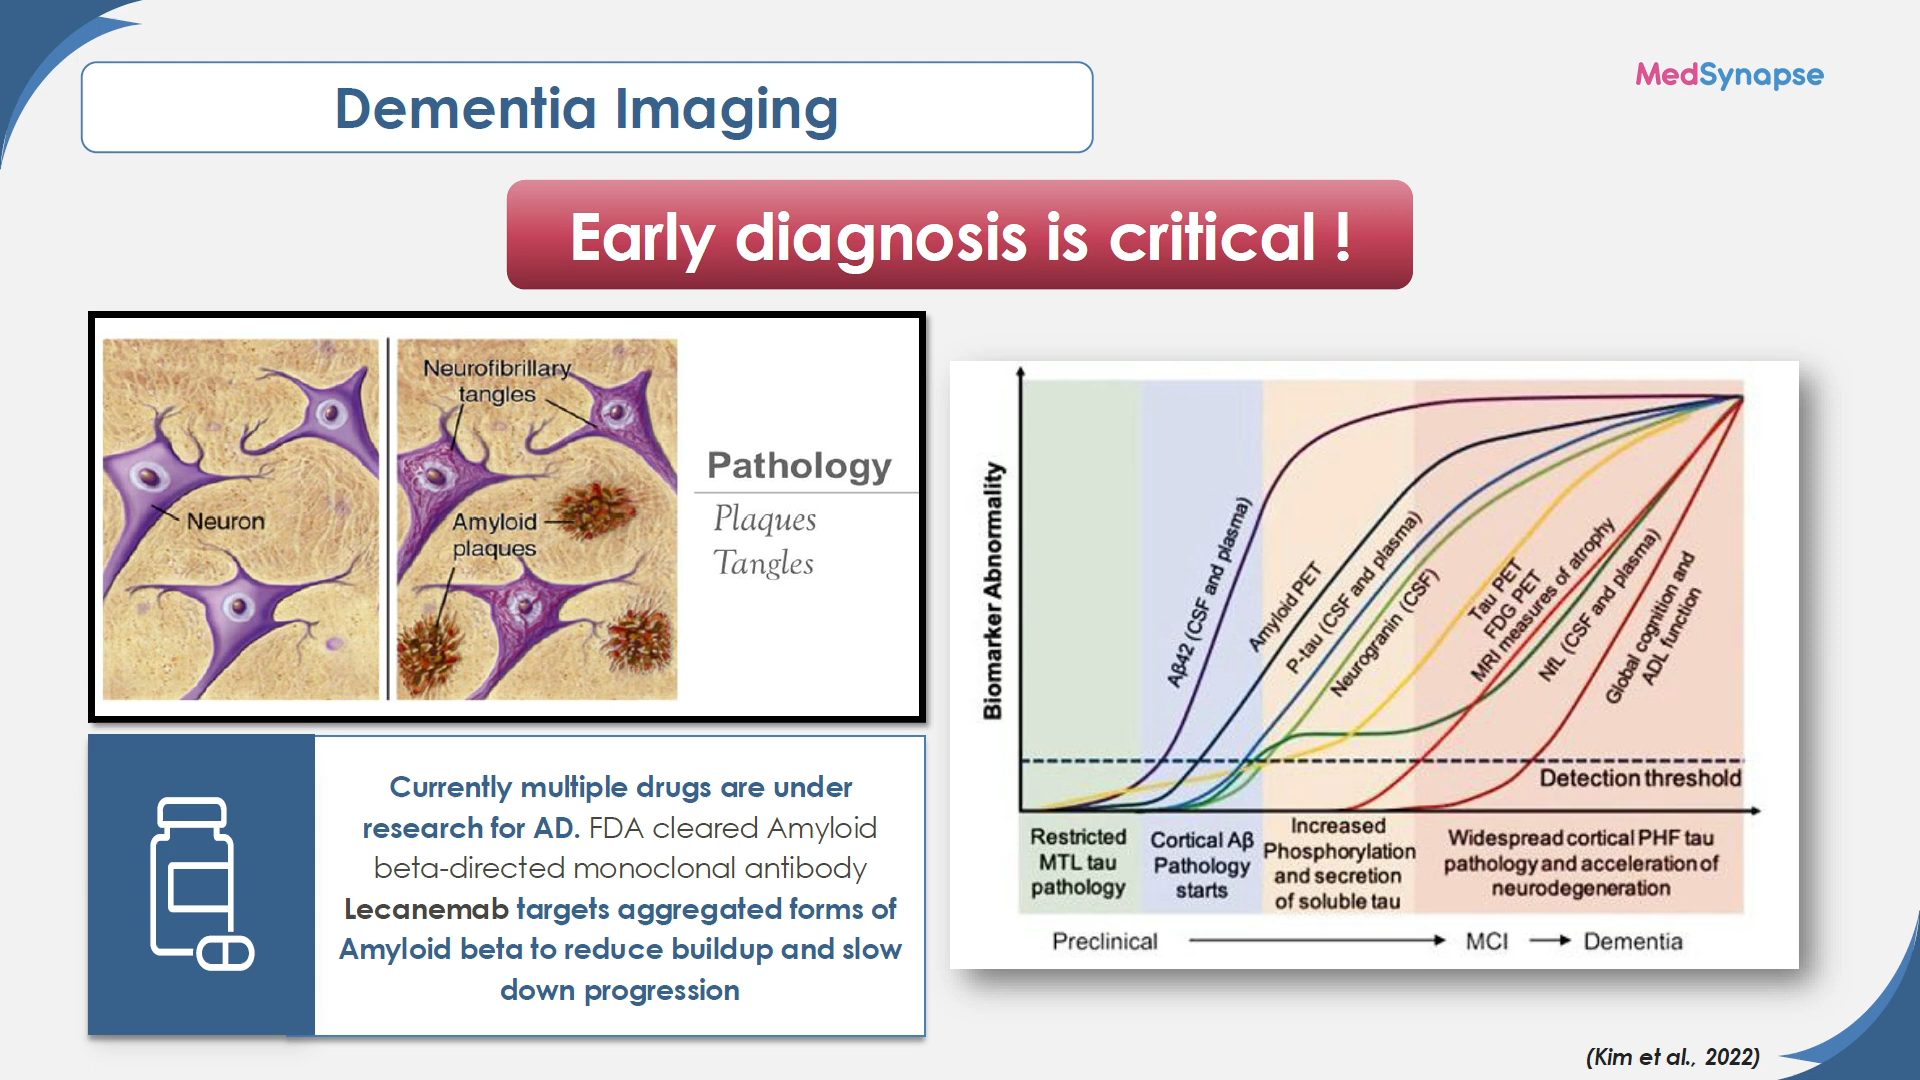 Dementia Imaging
MedSynapse
Early diagnosis is critical !
Neurofibrillary
tangles
Neuron
Amyloid
plaques
Pathology
Plaques
Tangles
Currently multiple drugs are under
research for AD. FDA cleared Amyloid
beta-directed monoclonal antibody
Lecanemab targets aggregated forms of
Amyloid beta to reduce buildup and slow
down progression
Biomarker Abnormality
Aβ42 (CSF and plasma)
Amyloid PET
P-tau (CSF and plasma)
Neurogranin (CSF)
Tau PET
FDG PET
MRI measures of atrophy
NfL (CSF and plasma)
Global cognition and
ADL function
Detection threshold
Restricted
MTL tau
pathology
Cortical Aβ
Pathology
starts
Increased
Phosphorylation
and secretion
of soluble tau
Widespread cortical PHF tau
pathology and acceleration of
neurodegeneration
Preclinical
MCI
Dementia
(Kim et al., 2022)